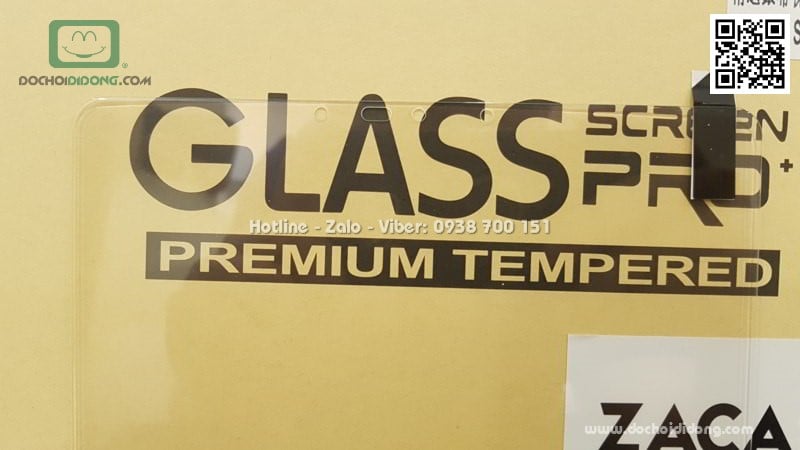 DOCHOIDIDONG.COM
GLASS
SCREEN
PRO+
Hotline - Zalo - Viber: 0938 700 151
PREMIUM TEMPERED
ZACA
www.dochoididong.com